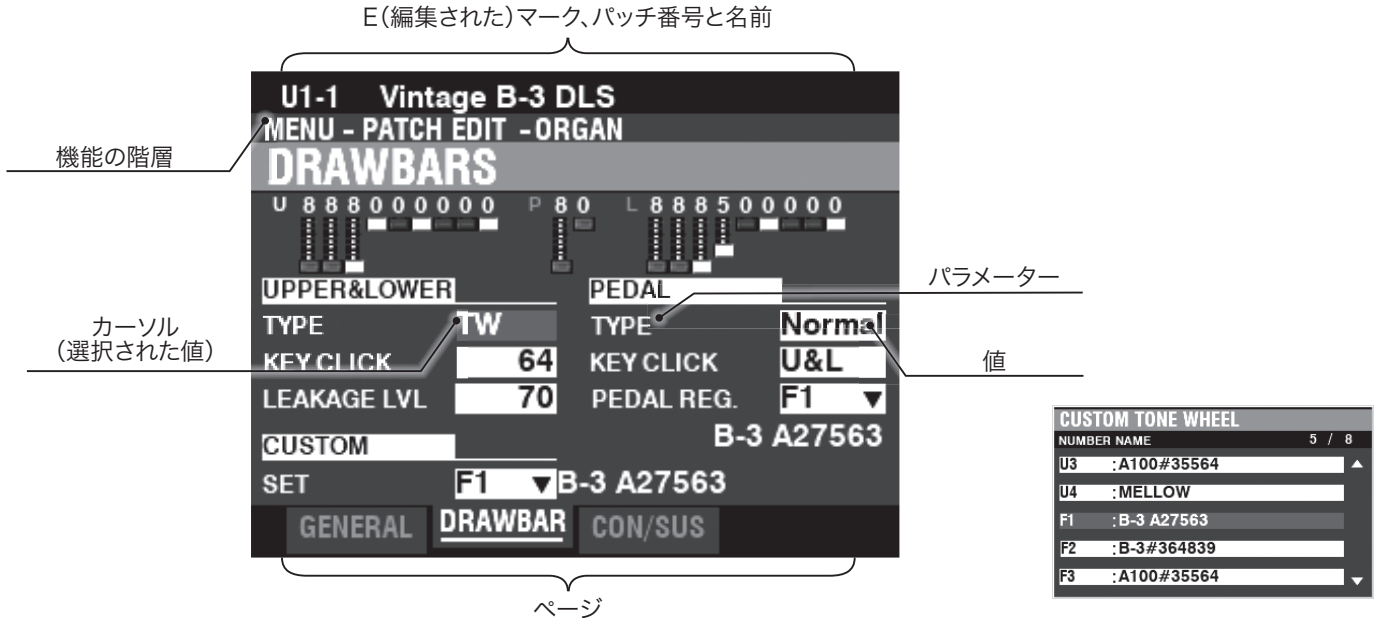 E(編集された)マーク、パッチ番号と名前
U1-1 Vintage B-3 DLS
MENU - PATCH EDIT - ORGAN
機能の階層
DRAWBARS
U 8 8 8 0 0 0 0 0 0 P 8 0 L 8 8 8 5 0 0 0 0 0
UPPER&LOWER PEDAL
パラメーター
カーソル
(選択された値)
TYPE TW TYPE Normal
KEY CLICK 64 KEY CLICK U&L
値
LEAKAGE LVL 70 PEDAL REG. F1 ▼
B-3 A27563
CUSTOM
SET F1 ▼ B-3 A27563
GENERAL DRAWBAR CON/SUS
ページ
CUSTOM TONE WHEEL
NUMBER NAME 5 / 8
U3 :A100#35564
U4 :MELLOW
F1 :B-3 A27563
F2 :B-3#364839
F3 :A100#35564